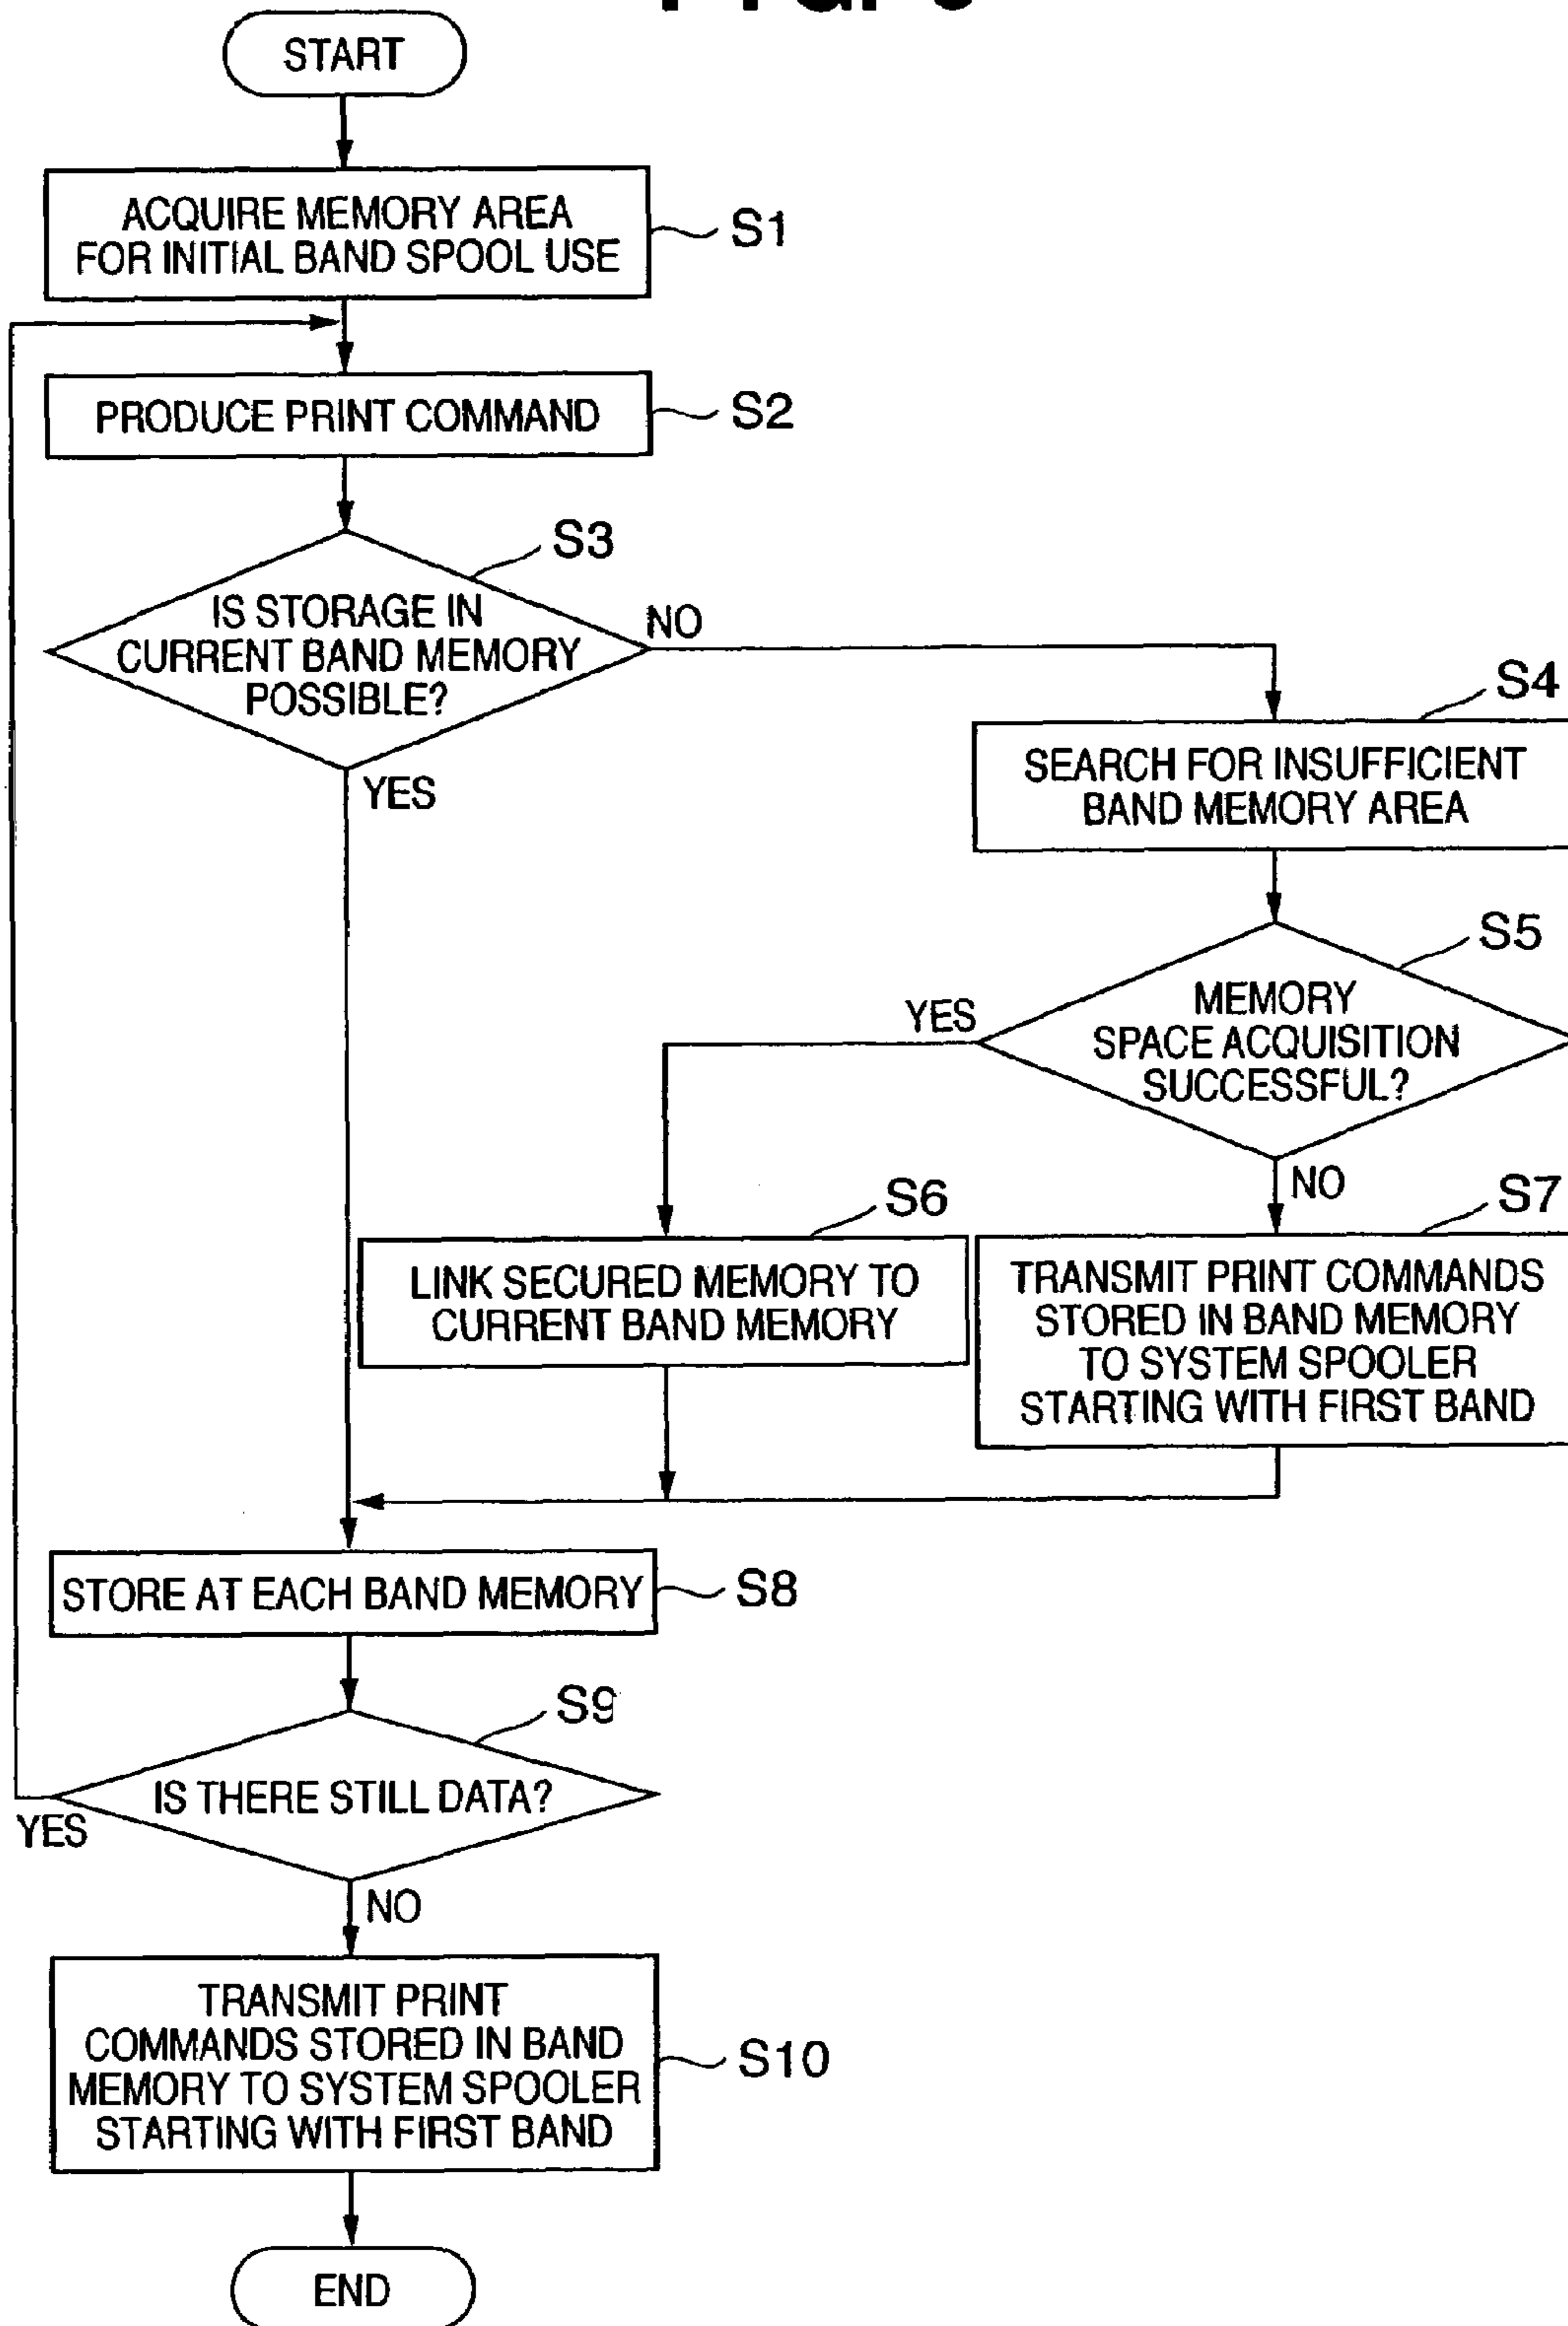 START
ACQUIRE MEMORY AREA
FOR INITIAL BAND SPOOL USE
S1
PRODUCE PRINT COMMAND
S2
S3
IS STORAGE IN
CURRENT BAND MEMORY
POSSIBLE?
NO
YES
S4
SEARCH FOR INSUFFICIENT
BAND MEMORY AREA
S5
MEMORY
SPACE ACQUISITION
SUCCESSFUL?
YES
NO
S6
LINK SECURED MEMORY TO
CURRENT BAND MEMORY
S7
TRANSMIT PRINT COMMANDS
STORED IN BAND MEMORY
TO SYSTEM SPOOLER
STARTING WITH FIRST BAND
STORE AT EACH BAND MEMORY
S8
S9
IS THERE STILL DATA?
YES
NO
TRANSMIT PRINT
COMMANDS STORED IN BAND
MEMORY TO SYSTEM SPOOLER
STARTING WITH FIRST BAND
S10
END